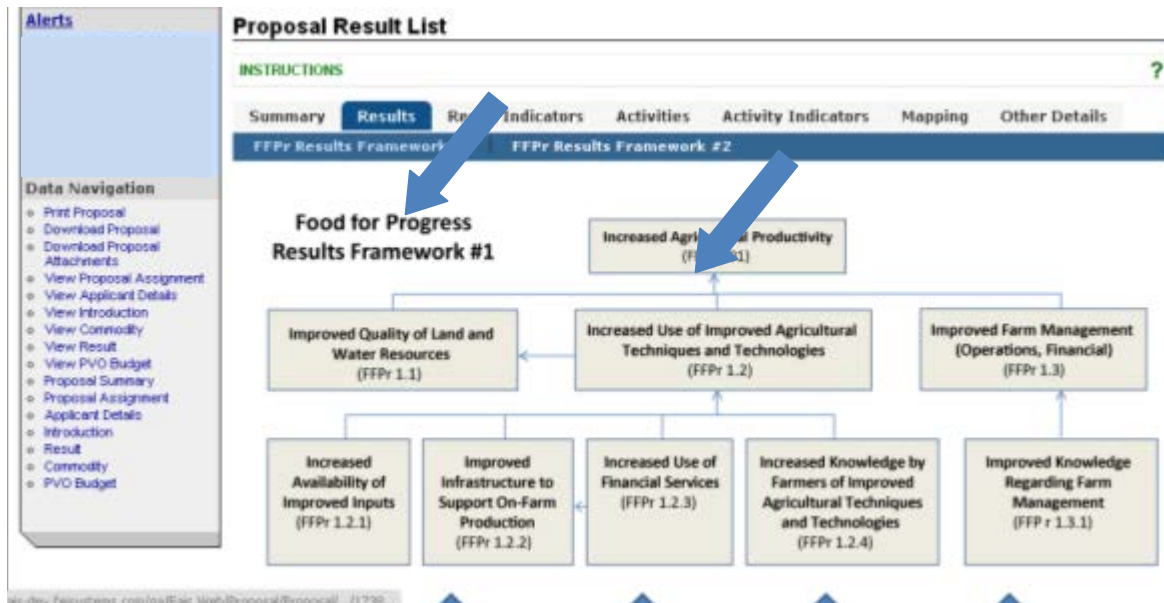 Alerts
Proposal Result List
INSTRUCTIONS
?
Summary Results Indicators Activities Activity Indicators Mapping Other Details
FFPr Results FFPr Results Framework #2
Data Navigation
Print Proposal
Download Proposal
Download Proposal
Attachments
View Proposal Assignment
View Applicant Details
View Introduction
View Commodity
View Result
View PVO Budget
Proposal Summary
Proposal Assignment
Applicant Details
Introduction
Result
Commodity
PVO Budget
Food for Progress
Results Framework #1
Increased Productivity
Improved Quality of Land and
Water Resources
(FFPr 1.1)
Increased Use of Improved Agricultural
Techniques and Technologies
(FFPr 1.2)
Improved Farm Management
(Operations, Financial)
(FFPr 1.3)
Increased
Availability of
Improved Inputs
(FFPr 1.2.1)
Improved
Infrastructure to
Support On-Farm
Production
(FFPr 1.2.2)
Increased Use of
Financial Services
(FFPr 1.2.3)
Increased Knowledge by
Farmers of Improved
Agricultural Techniques
and Technologies
(FFPr 1.2.4)
Improved Knowledge
Regarding Farm
Management
(FFP r 1.3.1)